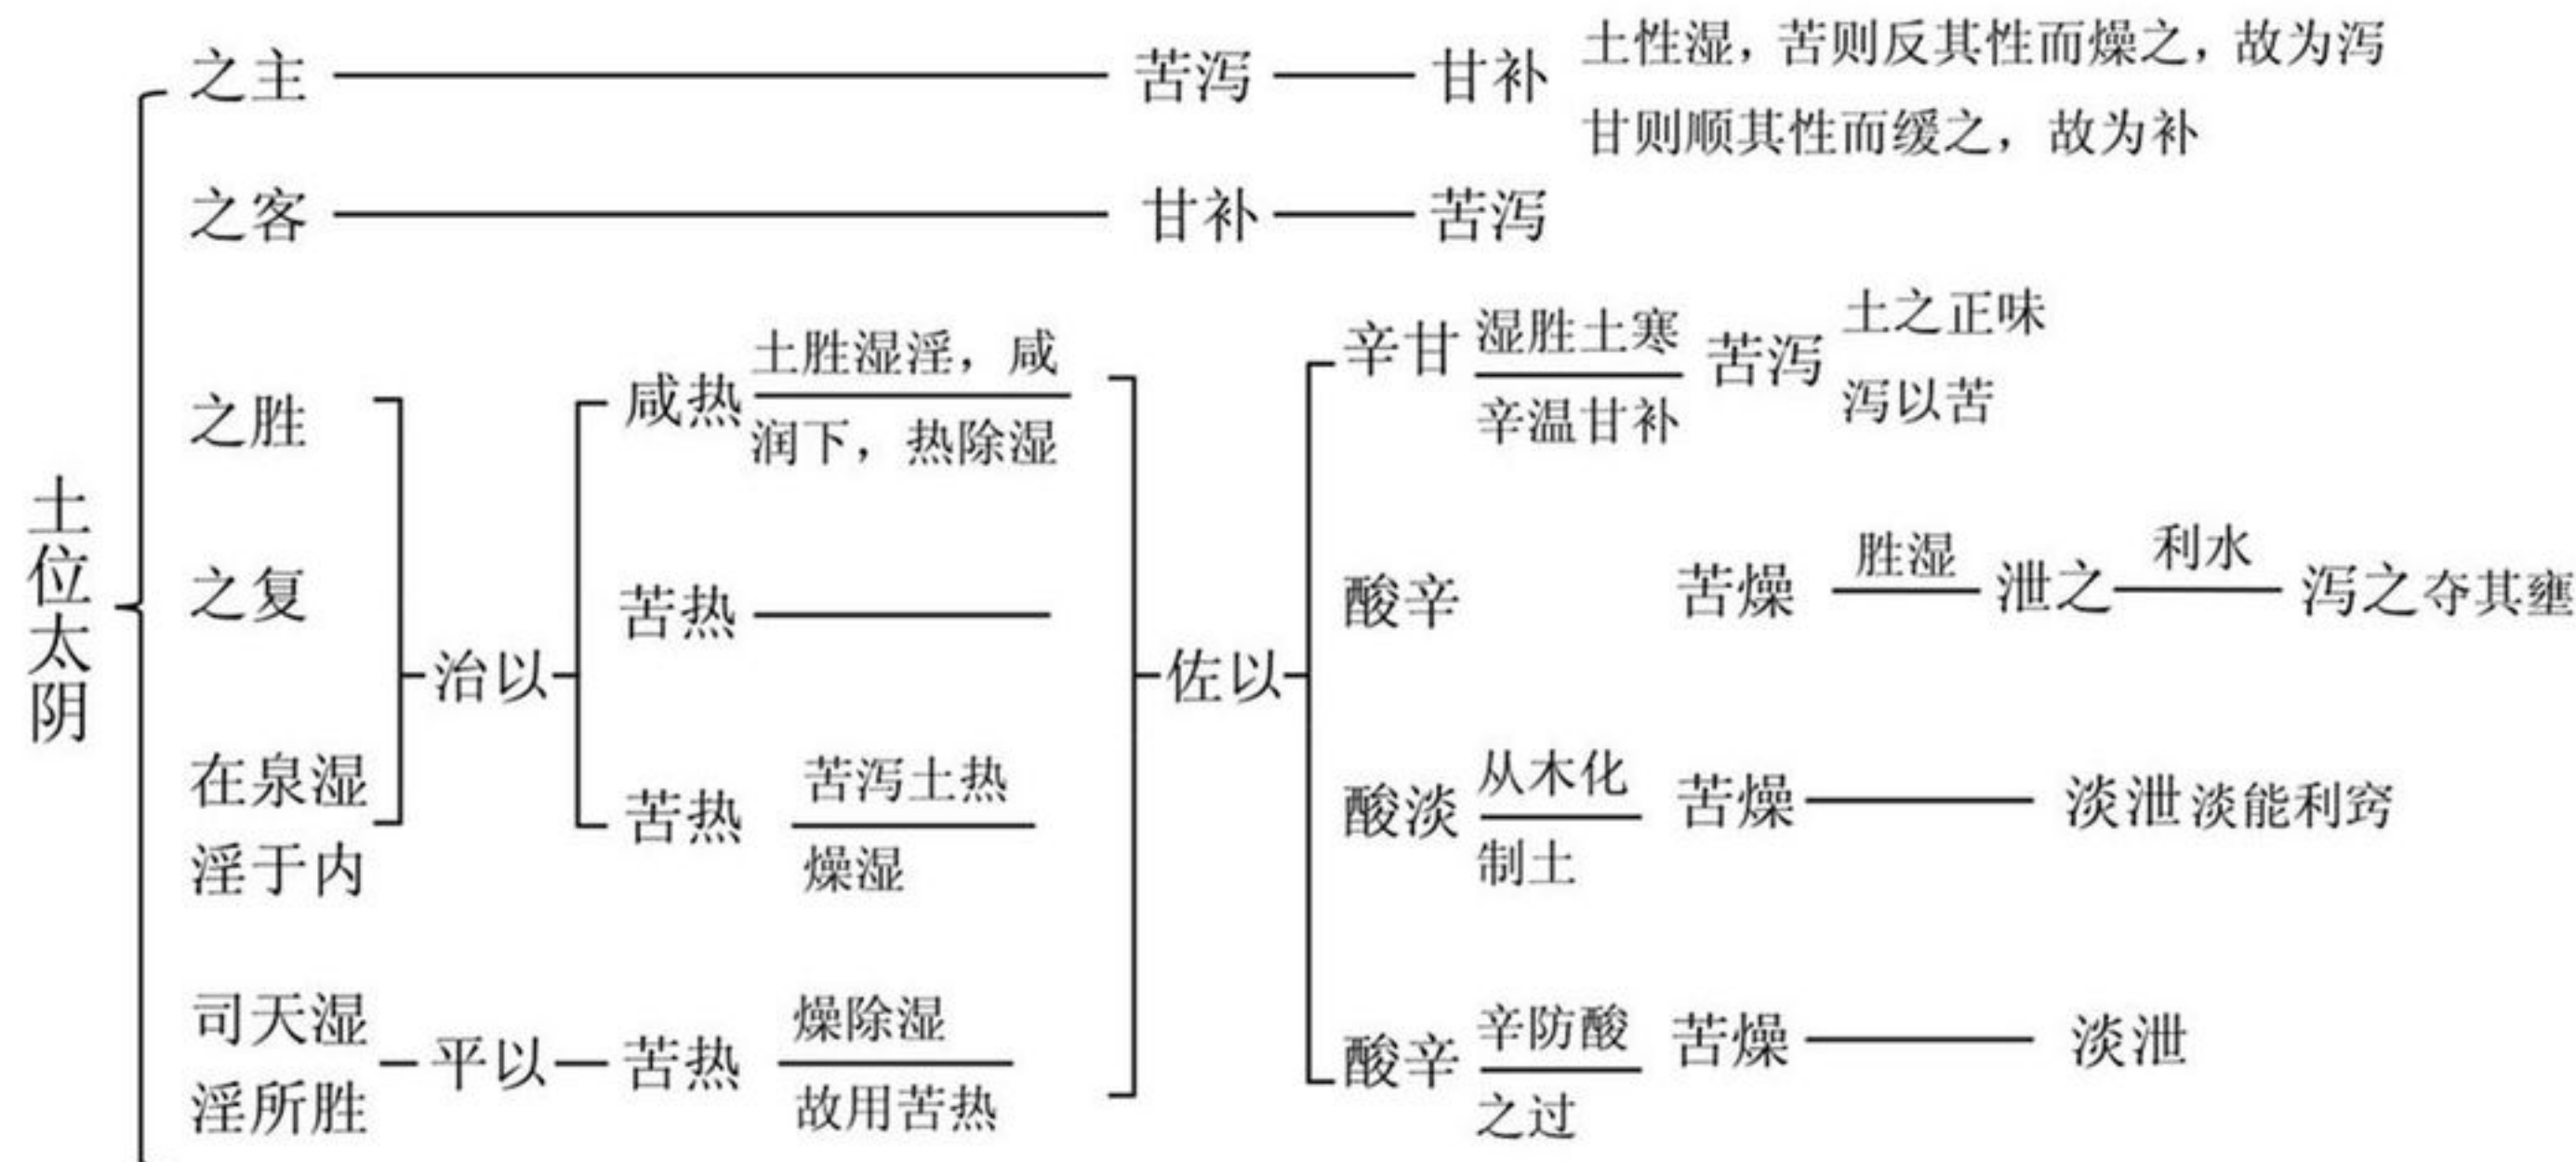 土位太阴
之主 苦泻 甘补 土性湿，苦则反其性而燥之，故为泻
甘则顺其性而缓之，故为补
之客 甘补 苦泻
之胜
之复
在泉湿
淫于内
治以
咸热 土胜湿淫，咸
润下，热除湿
苦热
苦热 苦泻土热
燥湿
司天湿
淫所胜
平以
苦热 燥除湿
故用苦热
佐以
辛甘 湿胜土寒
辛温甘补
苦泻 土之正味
泻以苦
酸辛 苦燥 胜湿 泄之 利水 泻之夺其壅
酸淡 从木化
制土
苦燥 淡泄 淡能利窍
酸辛 辛防酸
之过
苦燥 淡泄